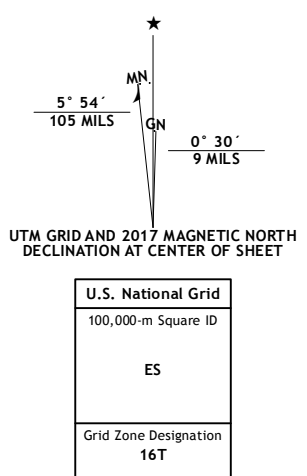 ★
MN.
5° 54´
105 MILS
GN
0° 30´
9 MILS
UTM GRID AND 2017 MAGNETIC NORTH
DECLINATION AT CENTER OF SHEET
U.S. National Grid
100,000-m Square ID
ES
Grid Zone Designation
16T